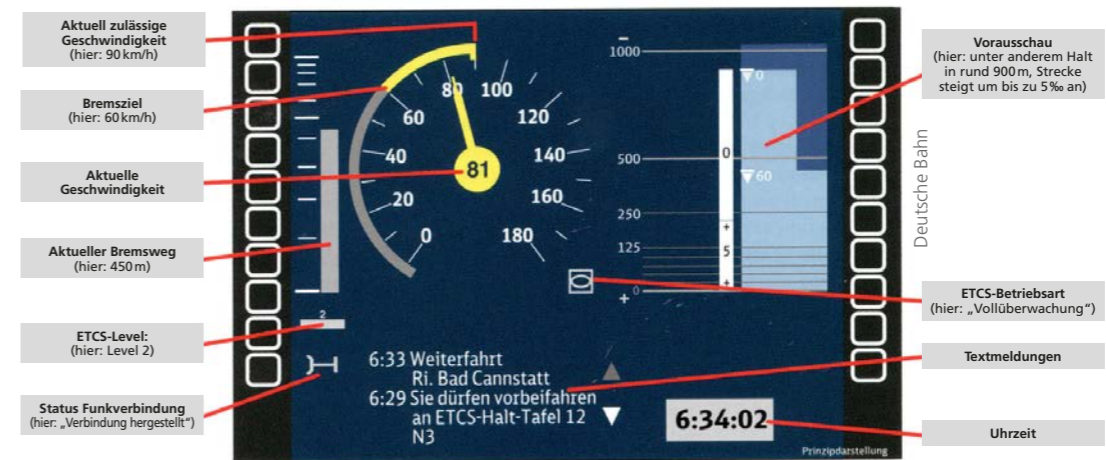 Aktuell zulässige
Geschwindigkeit
(hier: 90 km/h)
Bremsziel
(hier: 60 km/h)
Aktuelle
Geschwindigkeit
Aktueller Bremsweg
(hier: 450 m)
ETCS-Level:
(hier: Level 2)
Status Funkverbindung
(hier: „Verbindung hergestellt“)
0
20
40
60
80
100
120
140
160
180
81
2
6:33 Weiterfahrt
Ri. Bad Cannstatt
6:29 Sie dürfen vorbeifahren
an ETCS-Halt-Tafel 12
N3
6:34:02
–
1000
500
250
125
0
+
0
+
5
+
0
60
Prinzipdarstellung
Deutsche Bahn
Vorausschau
(hier: unter anderem Halt
in rund 900 m, Strecke
steigt um bis zu 5‰ an)
ETCS-Betriebsart
(hier: „Vollüberwachung“)
Textmeldungen
Uhrzeit